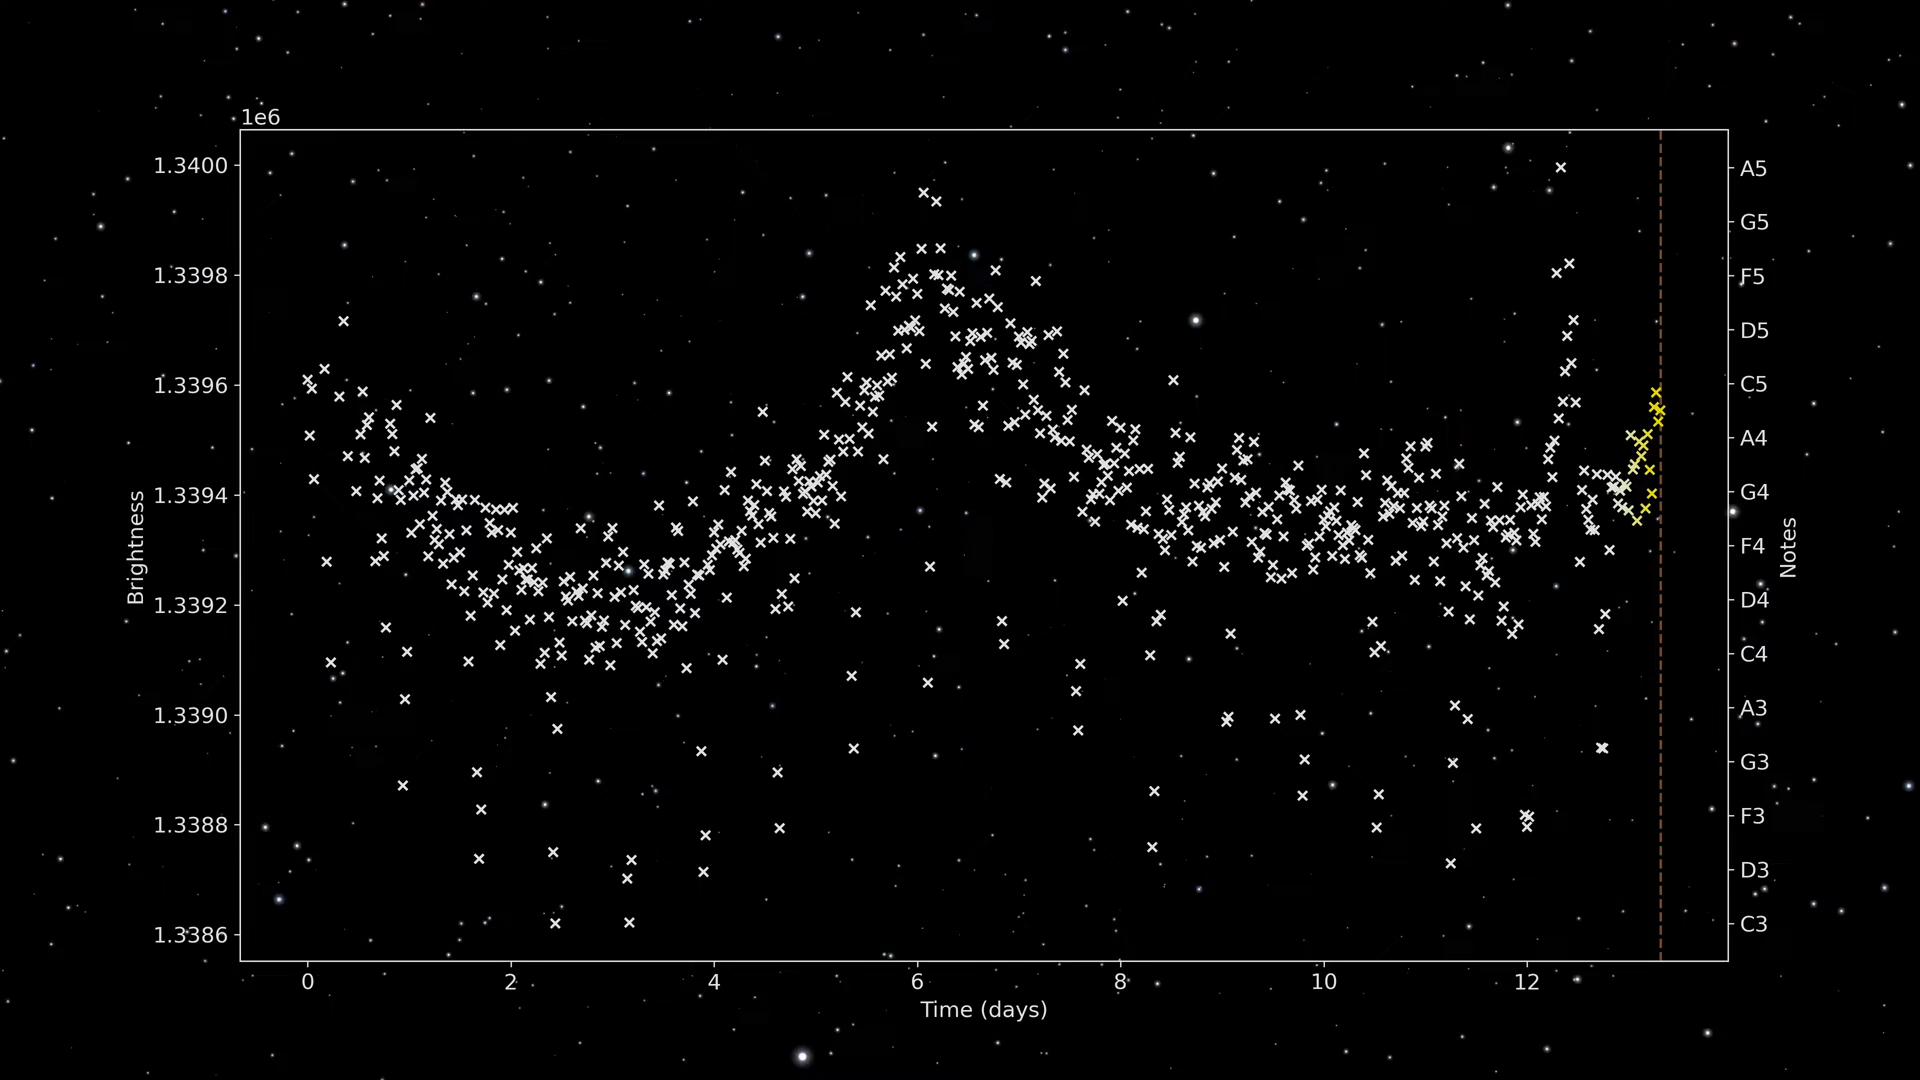 1e6
1.3400
1.3398
1.3396
1.3394
1.3392
1.3390
1.3388
1.3386
Brightness
0 2 4 6 8 10 12
Time (days)
A5
G5
F5
D5
C5
A4
G4
F4
D4
C4
A3
G3
F3
D3
C3
Notes